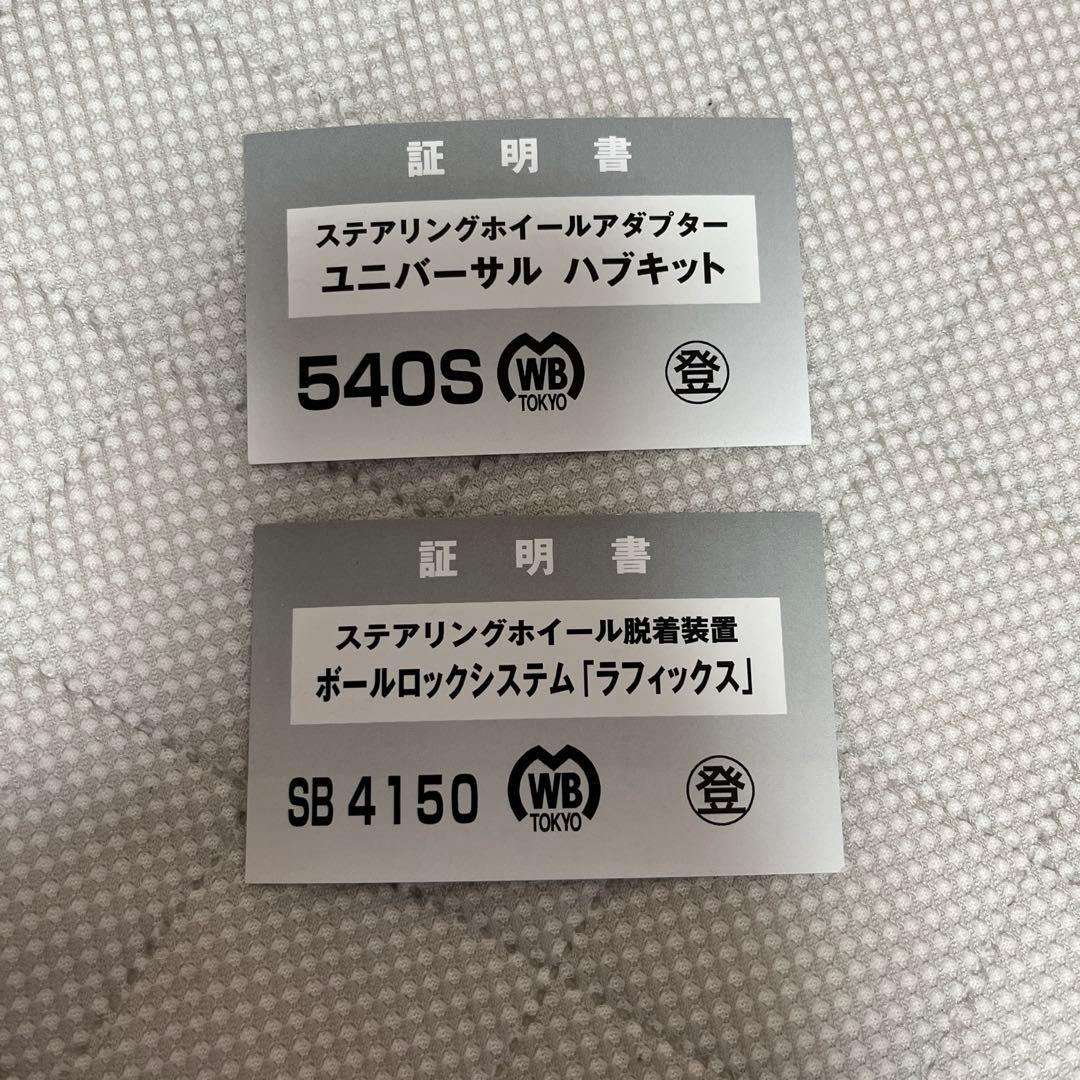 証明書
ステアリングホイールアダプター
ユニバーサル ハブキット
540S WB TOKYO 登
証明書
ステアリングホイール脱着装置
ボールロックシステム「ラフィックス」
SB 4150 WB TOKYO 登